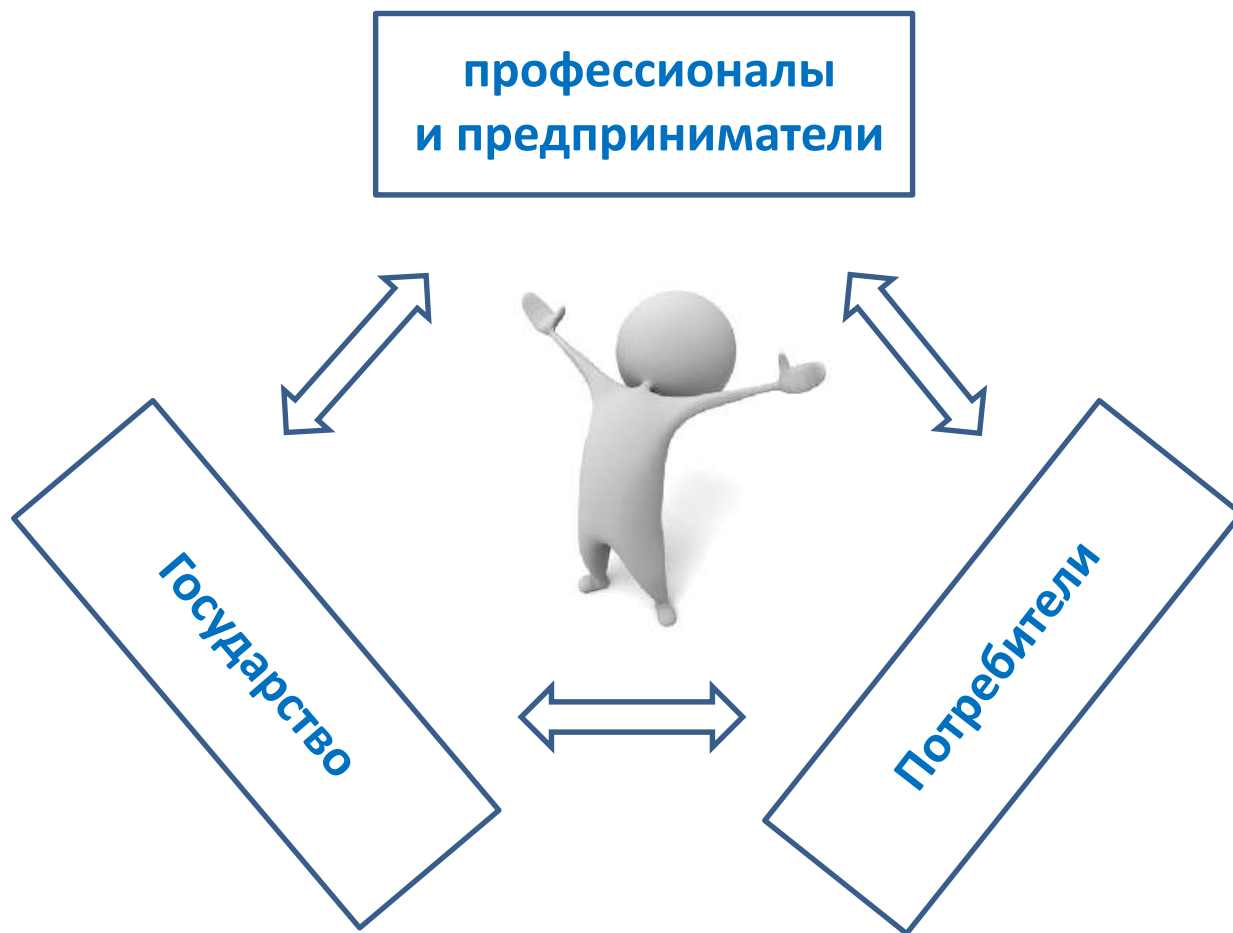 профессионалы
и предприниматели
Государство
Потребители